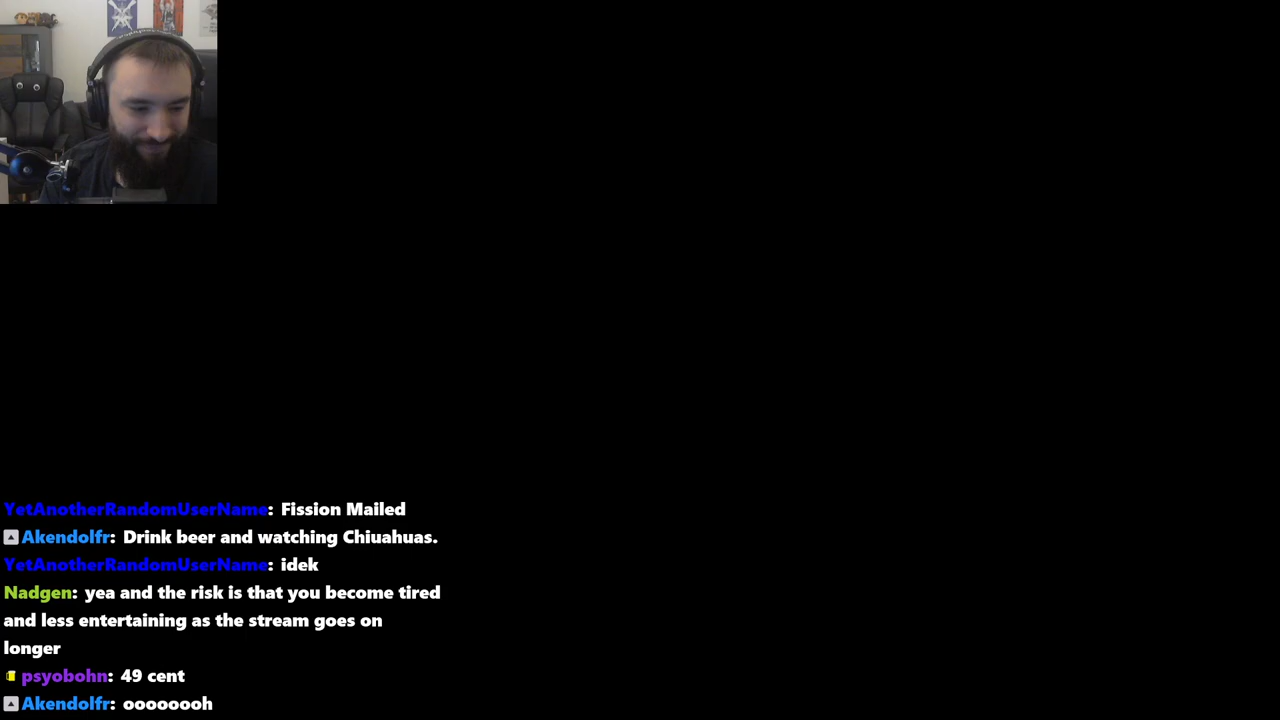 YetAnotherRandomUserName: Fission Mailed
Akendolfr: Drink beer and watching Chiuahuas.
YetAnotherRandomUserName: idek
Nadgen: yea and the risk is that you become tired
and less entertaining as the stream goes on
longer
psyobohn: 49 cent
Akendolfr: oooooooh